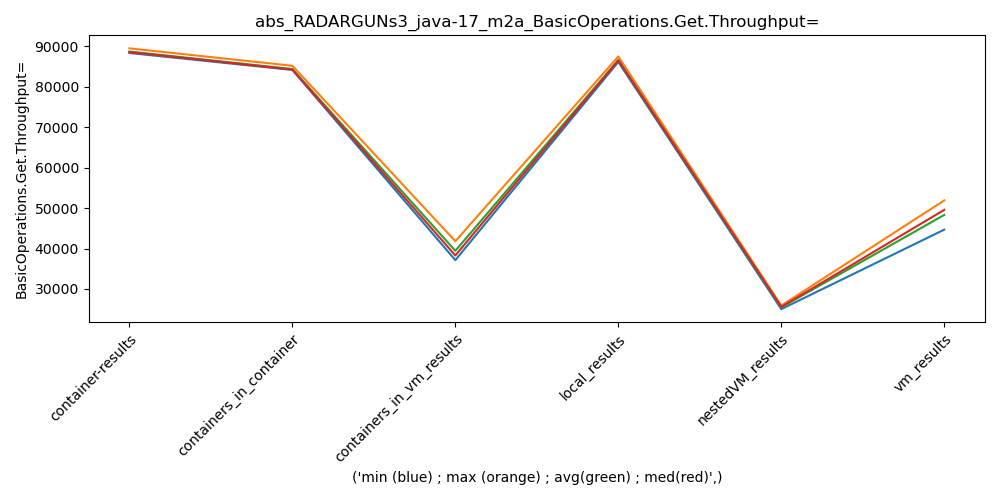 abs_RADARGUNs3_java-17_m2a_BasicOperations.Get.Throughput=
BasicOperations.Get.Throughput=
90000
80000
70000
60000
50000
40000
30000
container-results
containers_in_container
containers_in_vm_results
local_results
nestedVM_results
vm_results
('min (blue) ; max (orange) ; avg(green) ; med(red)',)